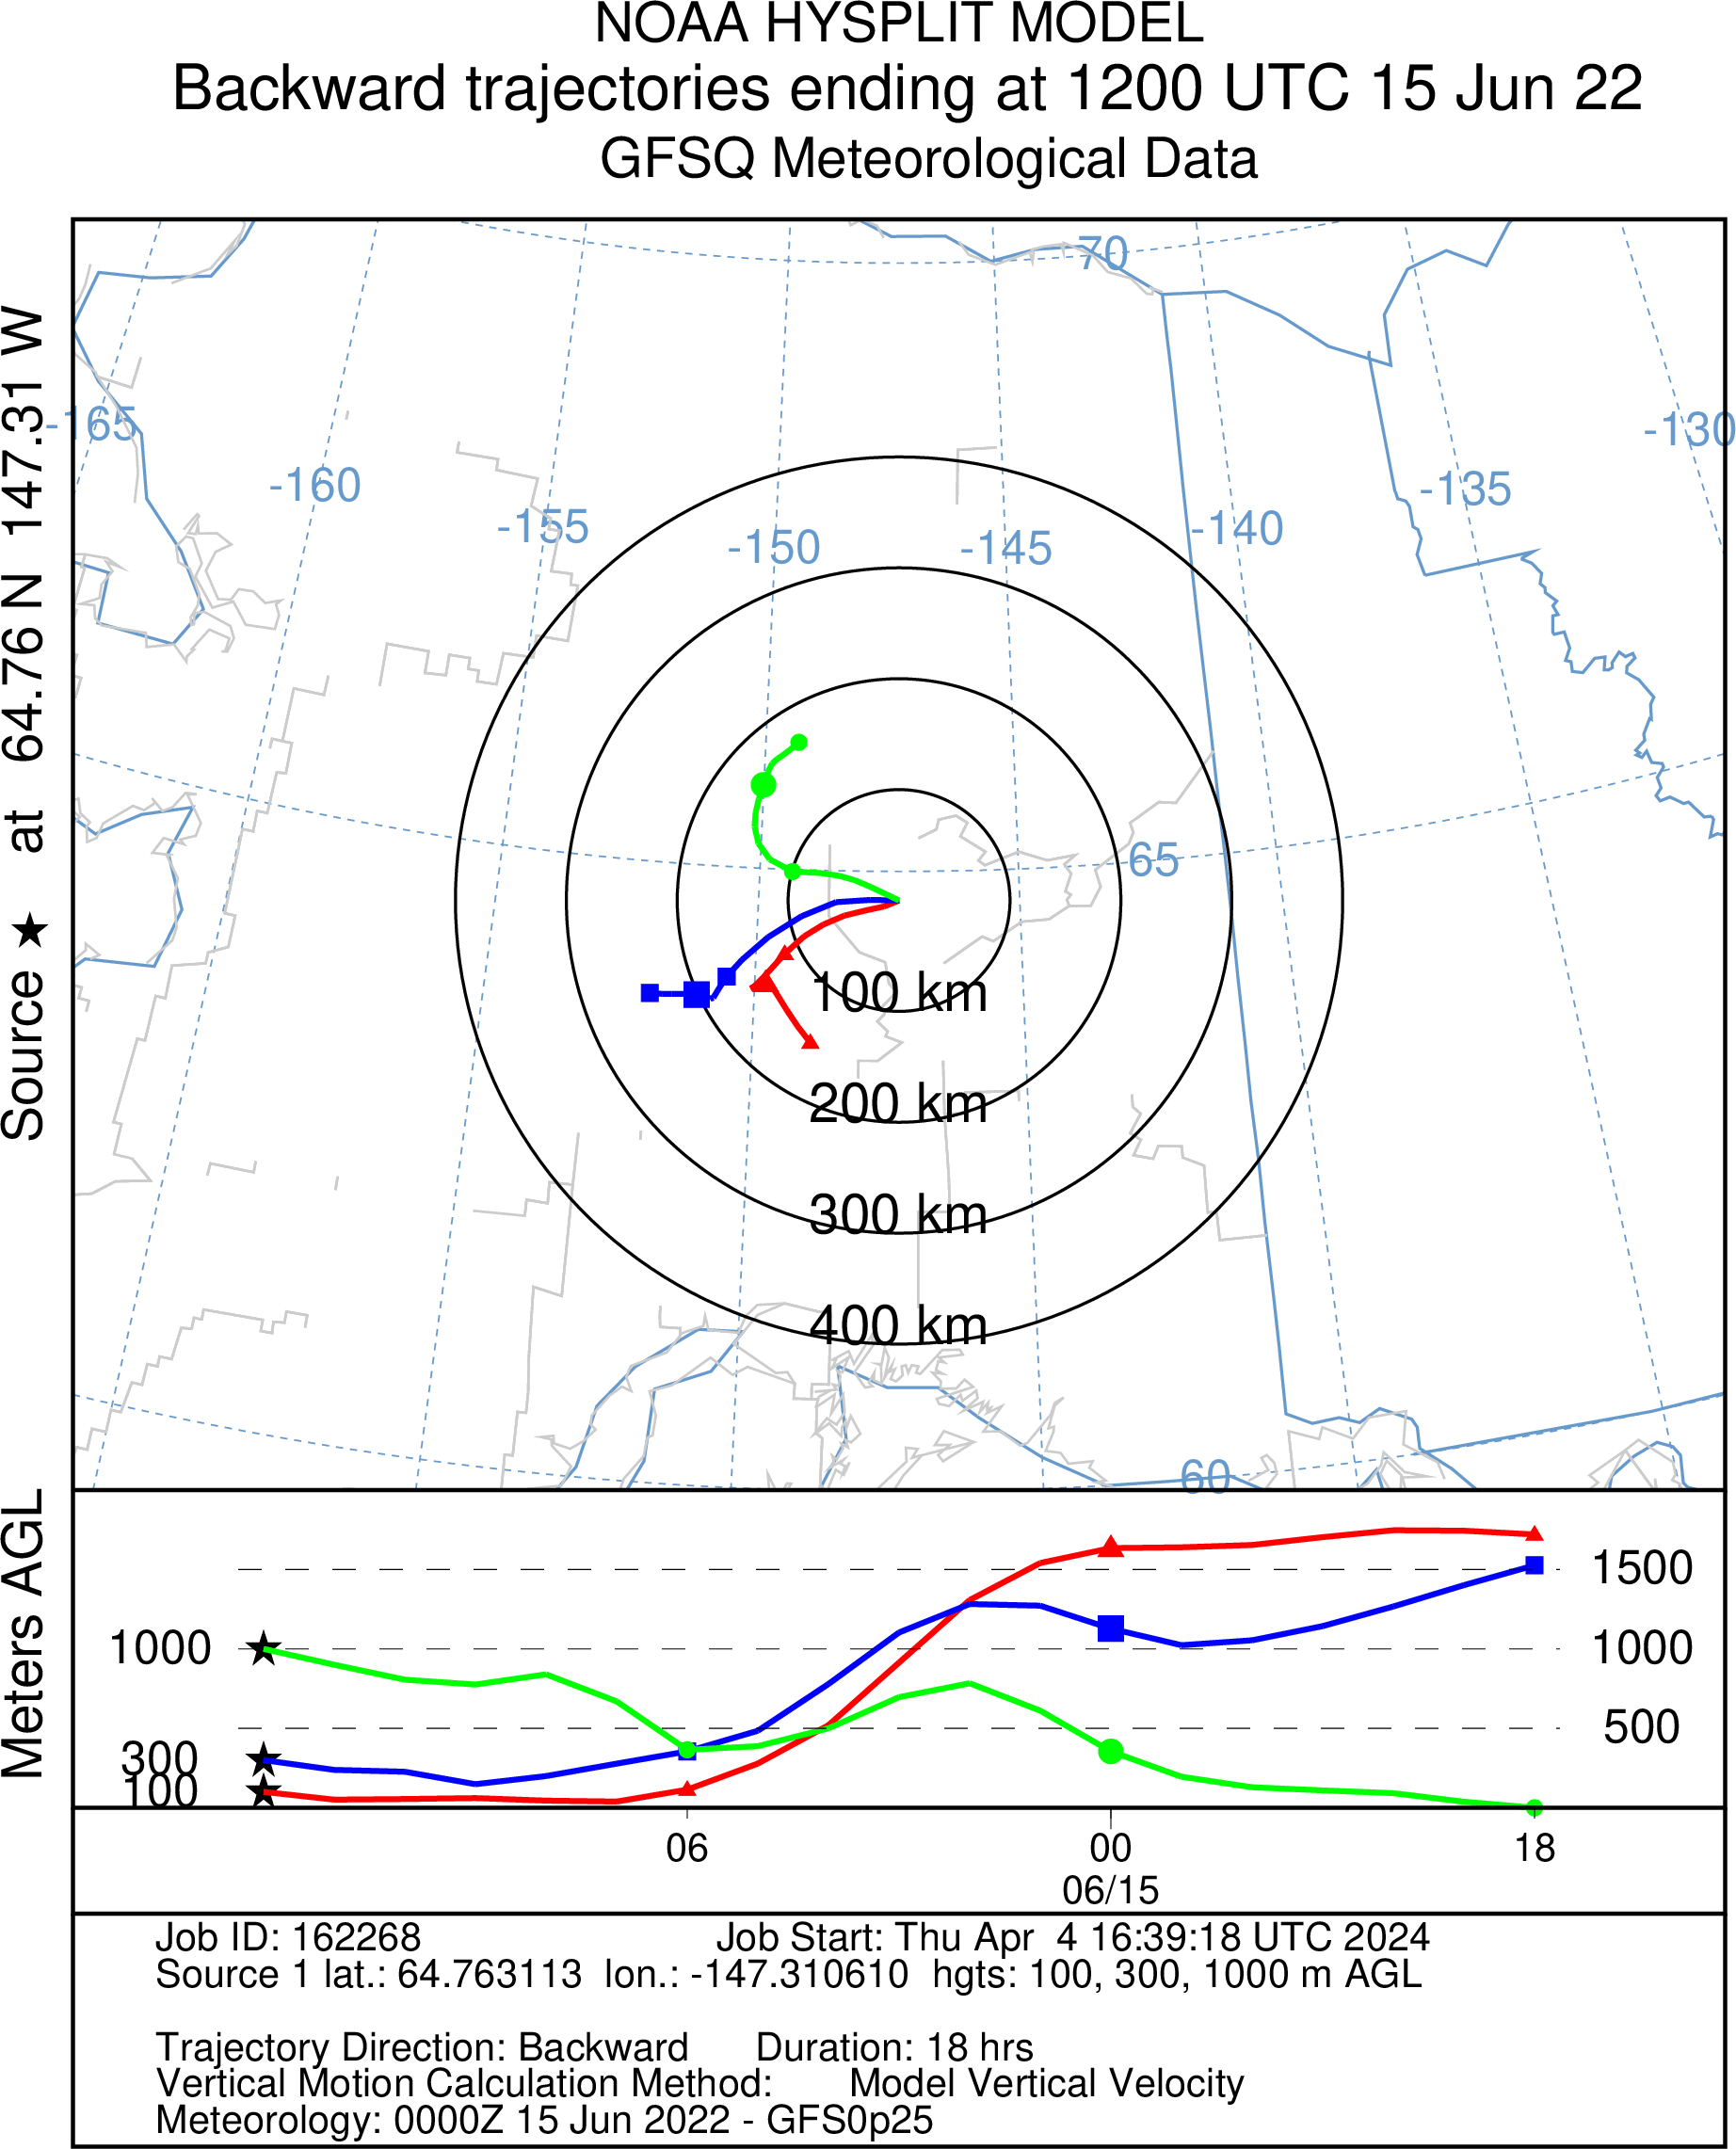 NOAA HYSPLIT MODEL
Backward trajectories ending at 1200 UTC 15 Jun 22
GFSQ Meteorological Data
Source ★ at 64.76 N 147.31 W
70
-165
-160
-155
-150
-145
-140
-135
-130
65
100 km
200 km
300 km
400 km
60
Meters AGL
1500
1000
1000
500
300
100
06
00
18
06/15
Job ID: 162268 Job Start: Thu Apr 4 16:39:18 UTC 2024
Source 1 lat.: 64.763113 lon.: -147.310610 hgts: 100, 300, 1000 m AGL
Trajectory Direction: Backward Duration: 18 hrs
Vertical Motion Calculation Method: Model Vertical Velocity
Meteorology: 0000Z 15 Jun 2022 - GFS0p25